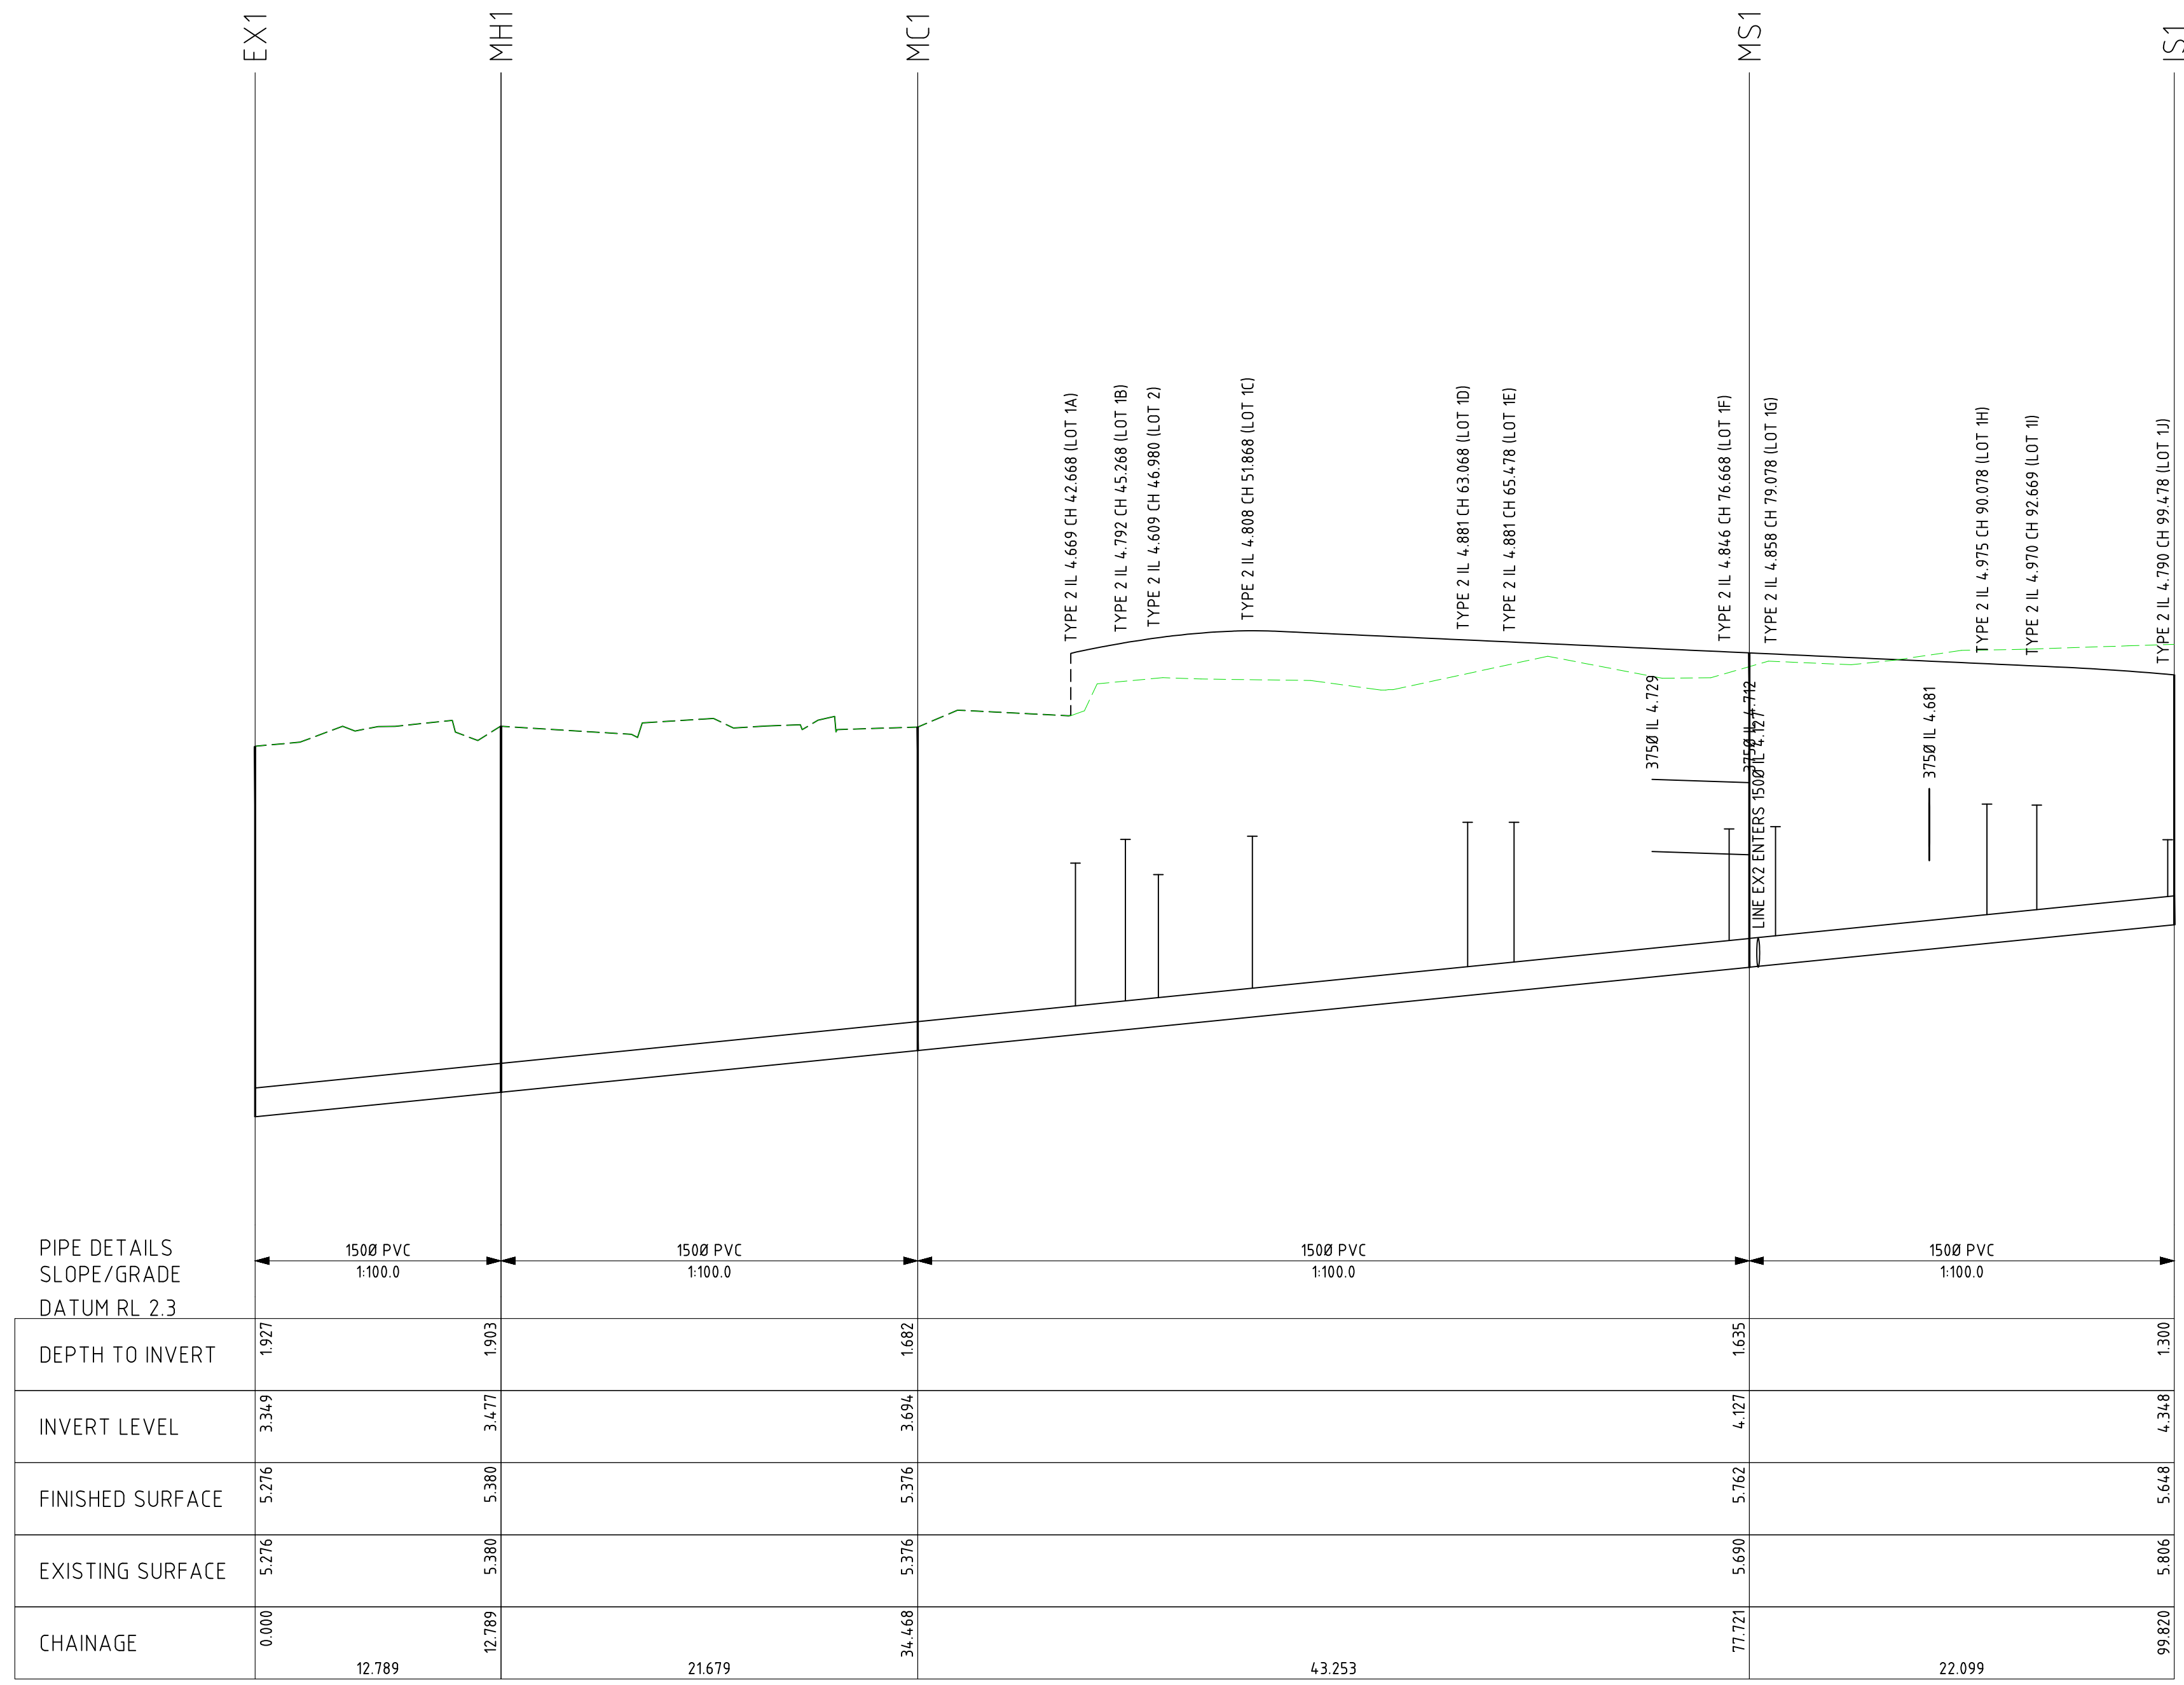 EX1
MH1
MC1
MS1
IS1
TYPE 2 IL 4.669 CH 42.668 (LOT 1A)
TYPE 2 IL 4.792 CH 45.268 (LOT 1B)
TYPE 2 IL 4.609 CH 46.980 (LOT 2)
TYPE 2 IL 4.808 CH 51.868 (LOT 1C)
TYPE 2 IL 4.881 CH 63.068 (LOT 1D)
TYPE 2 IL 4.881 CH 65.478 (LOT 1E)
TYPE 2 IL 4.846 CH 76.668 (LOT 1F)
TYPE 2 IL 4.858 CH 79.078 (LOT 1G)
TYPE 2 IL 4.975 CH 90.078 (LOT 1H)
TYPE 2 IL 4.970 CH 92.669 (LOT 1I)
TYPE 2 IL 4.790 CH 99.478 (LOT 1J)
375Ø IL 4.729
375Ø IL 4.712
LINE EX2 ENTERS 150Ø IL 4.127
375Ø IL 4.681
PIPE DETAILS
150Ø PVC
150Ø PVC
150Ø PVC
150Ø PVC
SLOPE/GRADE
1:100.0
1:100.0
1:100.0
1:100.0
DATUM RL 2.3
DEPTH TO INVERT
1.927
1.903
1.682
1.635
1.300
INVERT LEVEL
3.349
3.477
3.694
4.127
4.348
FINISHED SURFACE
5.276
5.380
5.376
5.762
5.648
EXISTING SURFACE
5.276
5.380
5.376
5.690
5.806
CHAINAGE
0.000
12.789
34.468
77.721
99.820
12.789
21.679
43.253
22.099